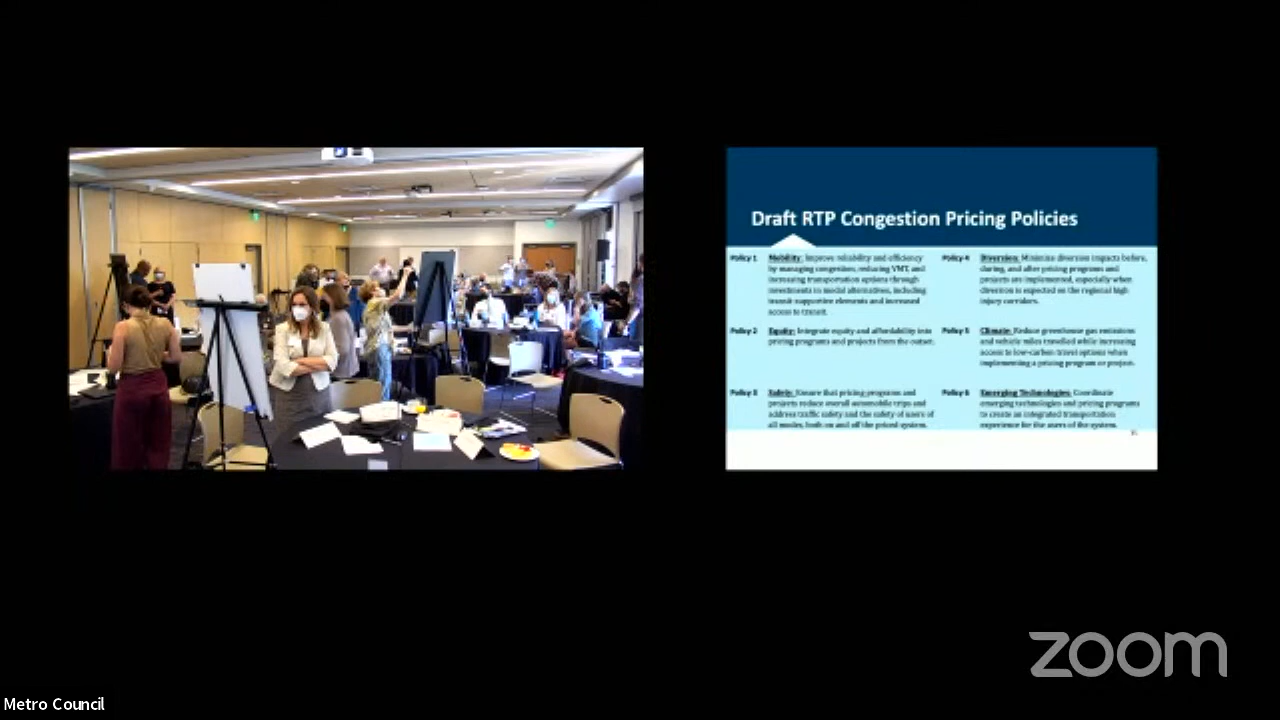 Draft RTP Congestion Pricing Policies
Policy 1
Mobility: Improve reliability and efficiency
by managing congestion, reducing VMT, and
increasing transportation options through
investments in modal alternatives, including
transit-supportive elements and increased
access to transit.
Policy 2
Equity: Integrate equity and affordability into
pricing programs and projects from the outset.
Policy 3
Safety: Ensure that pricing programs and
projects reduce overall automobile trips and
address traffic safety and the safety of users of
all modes, both on and off the priced system.
Policy 4
Diversion: Minimize diversion impacts before,
during, and after pricing programs and
projects are implemented, especially when
diversion is expected on the regional high
injury corridors.
Policy 5
Climate: Reduce greenhouse gas emissions
and vehicle miles travelled while increasing
access to low-carbon travel options when
implementing a pricing program or project.
Policy 6
Emerging Technologies: Coordinate
emerging technologies and pricing programs
to create an integrated transportation
experience for the users of the system.
zoom
Metro Council